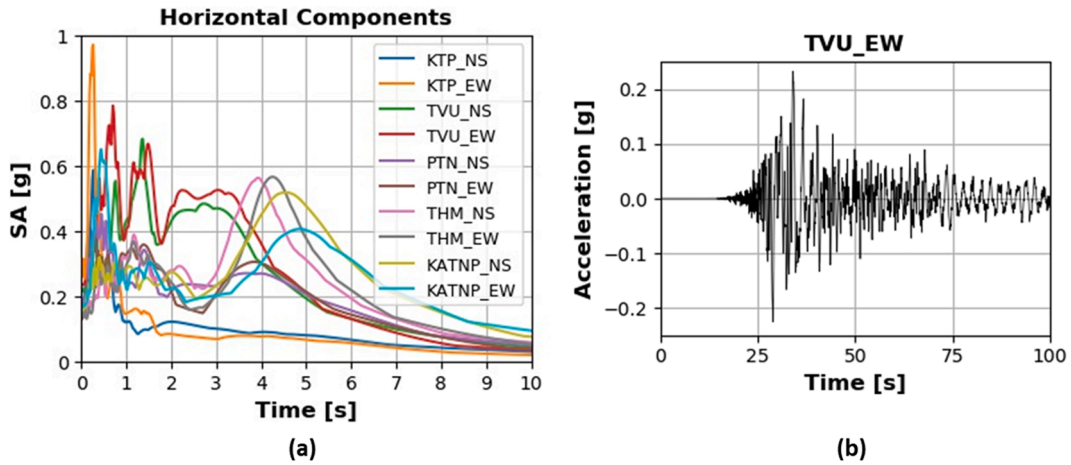 Horizontal Components
SA [g]
1
0.8
0.6
0.4
0.2
0
0 1 2 3 4 5 6 7 8 9 10
Time [s]
KTP_NS
KTP_EW
TVU_NS
TVU_EW
PTN_NS
PTN_EW
THM_NS
THM_EW
KATNP_NS
KATNP_EW
(a)
TVU_EW
Acceleration [g]
0.2
0.1
0.0
−0.1
−0.2
0 25 50 75 100
Time [s]
(b)